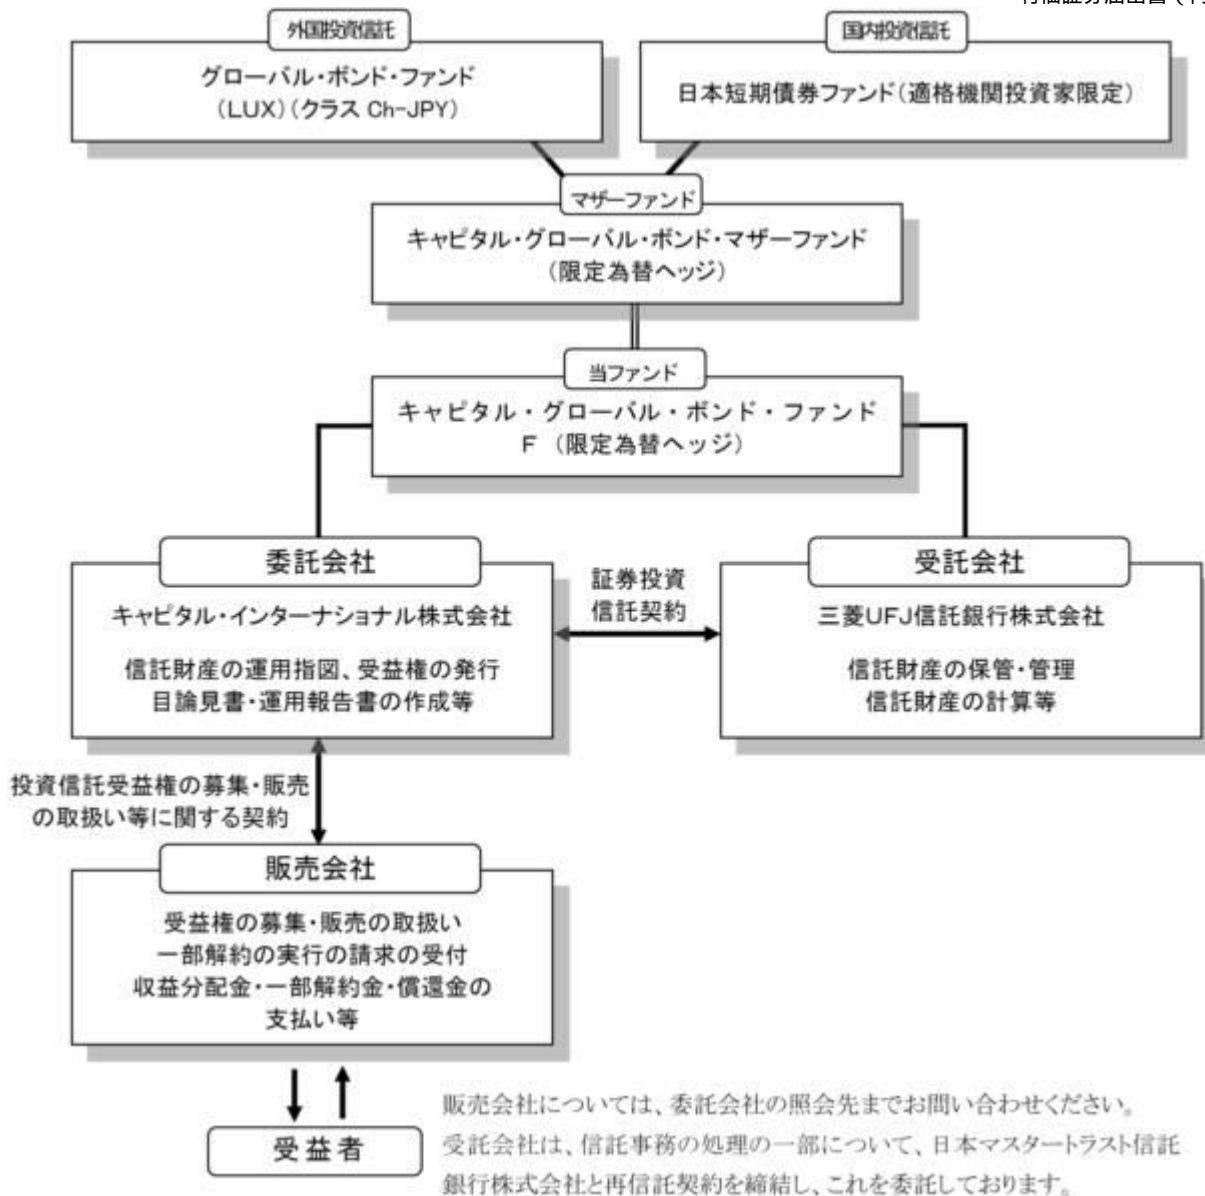 外国投資信託
グローバル・ボンド・ファンド
(LUX)(クラス Ch-JPY)
国内投資信託
日本短期債券ファンド(適格機関投資家限定)
マザーファンド
キャピタル・グローバル・ボンド・マザーファンド
(限定為替ヘッジ)
当ファンド
キャピタル・グローバル・ボンド・ファンド
F (限定為替ヘッジ)
委託会社
キャピタル・インターナショナル株式会社
信託財産の運用指図、受益権の発行
目論見書・運用報告書の作成等
証券投資
信託契約
受託会社
三菱UFJ信託銀行株式会社
信託財産の保管・管理
信託財産の計算等
投資信託受益権の募集・販売
の取扱い等に関する契約
販売会社
受益権の募集・販売の取扱い
一部解約の実行の請求の受付
収益分配金・一部解約金・償還金の
支払い等
受益者
販売会社については、委託会社の照会先までお問い合わせください。
受託会社は、信託事務の処理の一部について、日本マスタートラスト信託
銀行株式会社と再信託契約を締結し、これを委託しております。